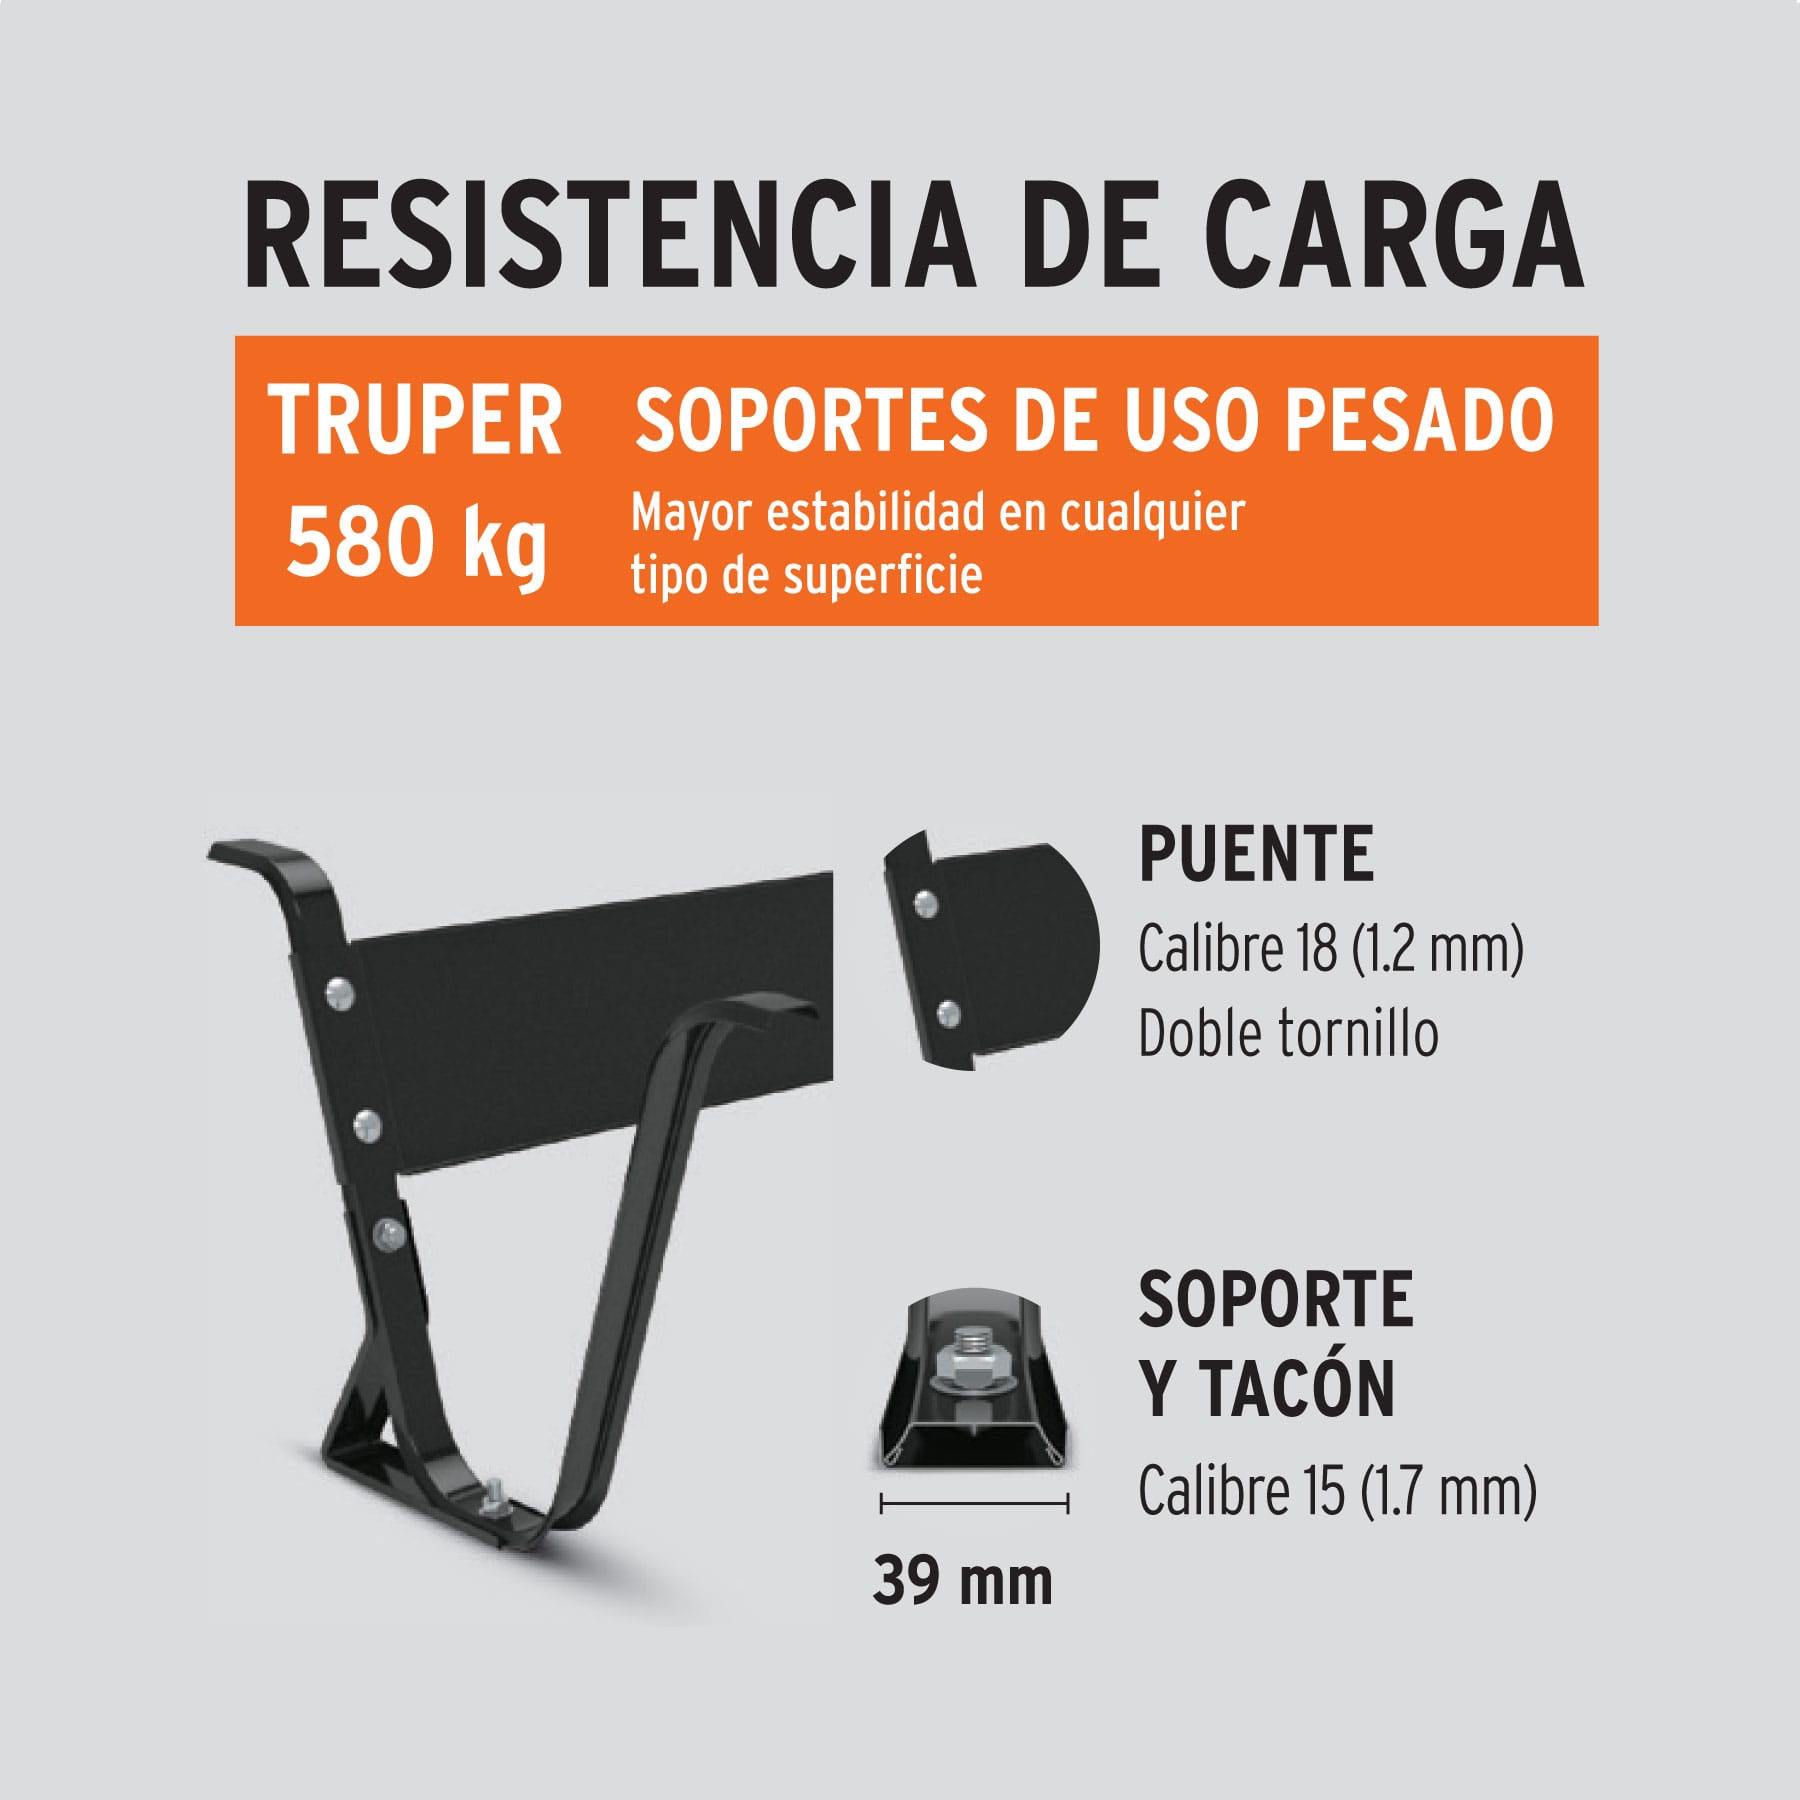 RESISTENCIA DE CARGA
TRUPER
580 kg
SOPORTES DE USO PESADO
Mayor estabilidad en cualquier
tipo de superficie
PUENTE
Calibre 18 (1.2 mm)
Doble tornillo
SOPORTE
Y TACÓN
Calibre 15 (1.7 mm)
39 mm